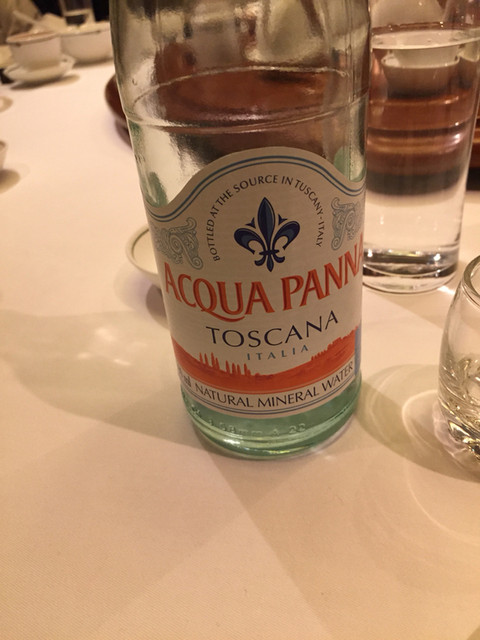 BOTTLED AT THE SOURCE IN TUSCANY - ITALY
ACQUA PANNA
TOSCANA
ITALIA
NATURAL MINERAL WATER